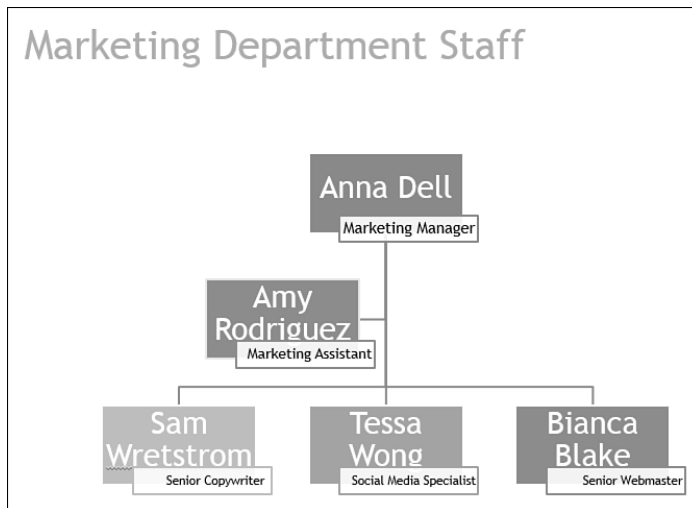 Marketing Department Staff
Anna Dell
Marketing Manager
Amy
Rodriguez
Marketing Assistant
Sam
Wretstrom
Senior Copywriter
Tessa
Wong
Social Media Specialist
Bianca
Blake
Senior Webmaster